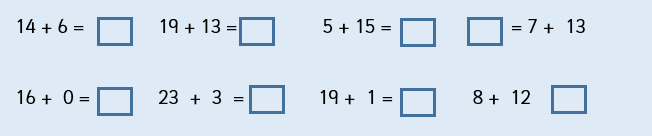 14 + 6 = 19 + 13 = 5 + 15 = = 7 + 13
16 + 0 = 23 + 3 = 19 + 1 = 8 + 12